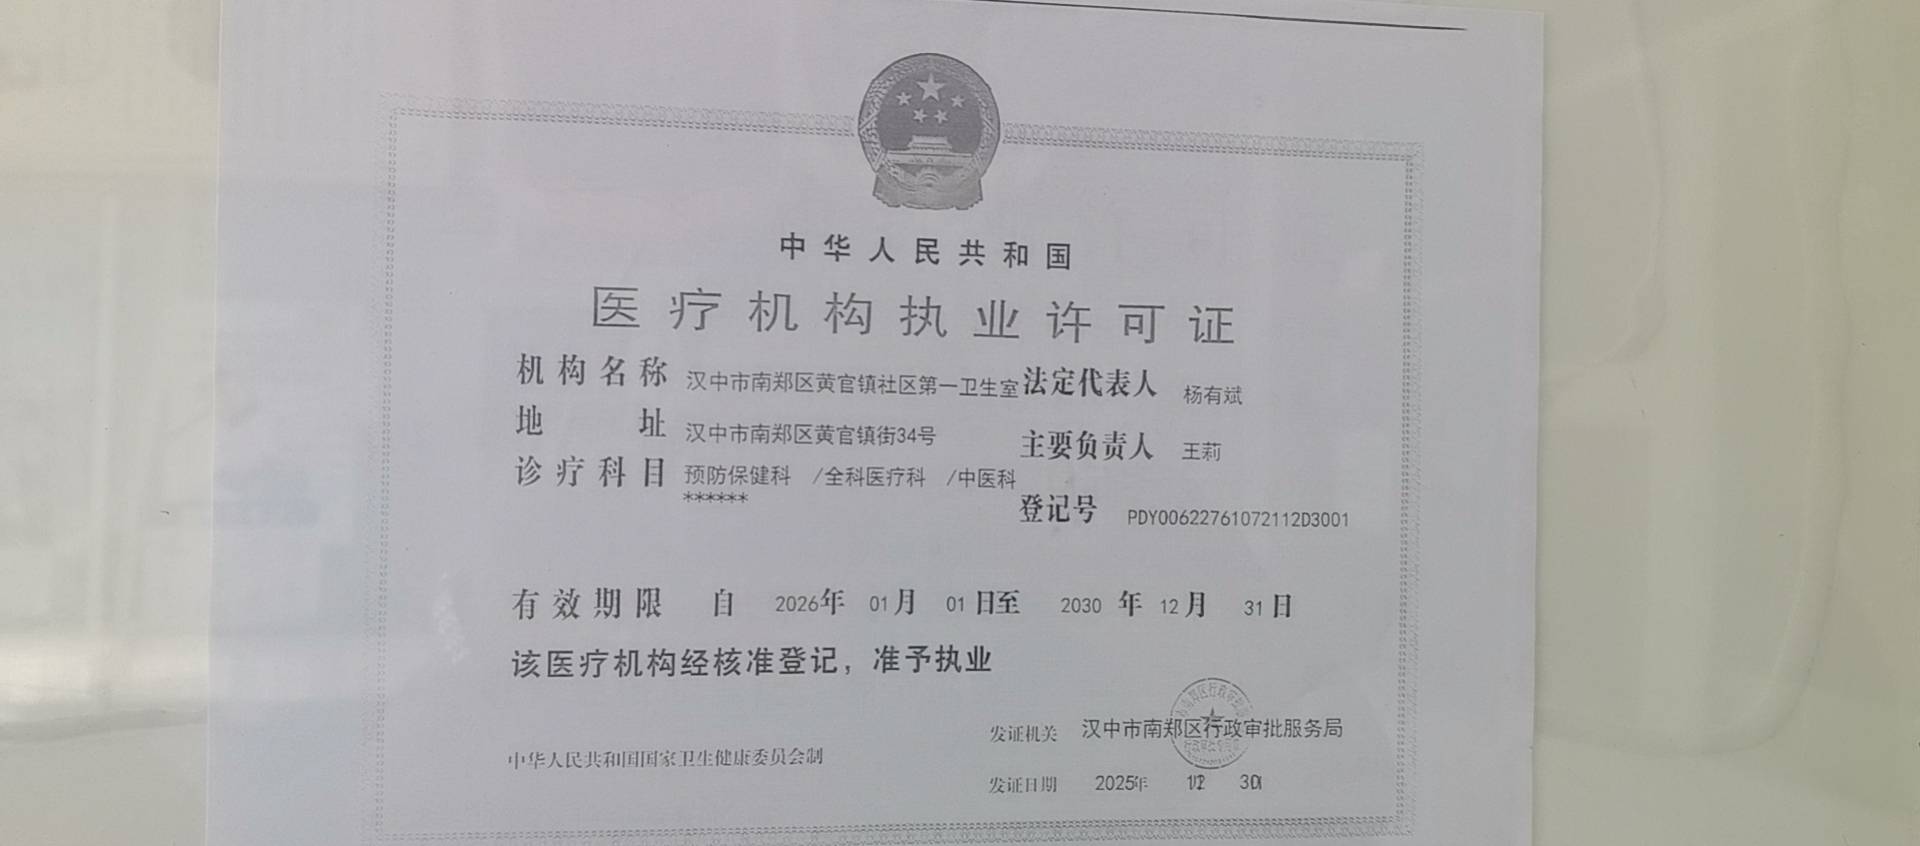 中华人民共和国
医疗机构执业许可证
机构名称 汉中市南郑区黄官镇社区第一卫生室 法定代表人 杨有斌
地址 汉中市南郑区黄官镇街34号 主要负责人 王莉
诊疗科目 预防保健科 /全科医疗科 /中医科
******
登记号 PDY00622761072112D3001
有效期限 自 2026年 01月 01日至 2030年 12月 31日
该医疗机构经核准登记，准予执业
发证机关 汉中市南郑区行政审批服务局
中华人民共和国国家卫生健康委员会制
发证日期 2025年 12 30